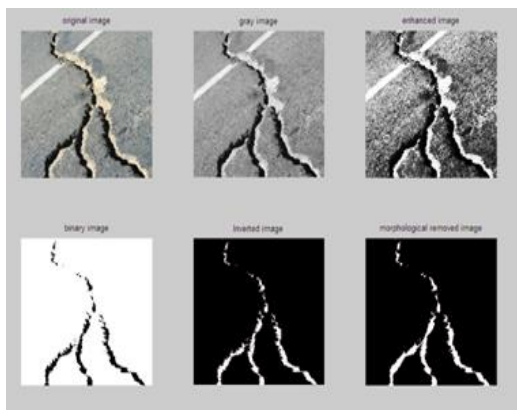 original image
gray image
enhanced image
binary image
Inverted image
morphological removed image